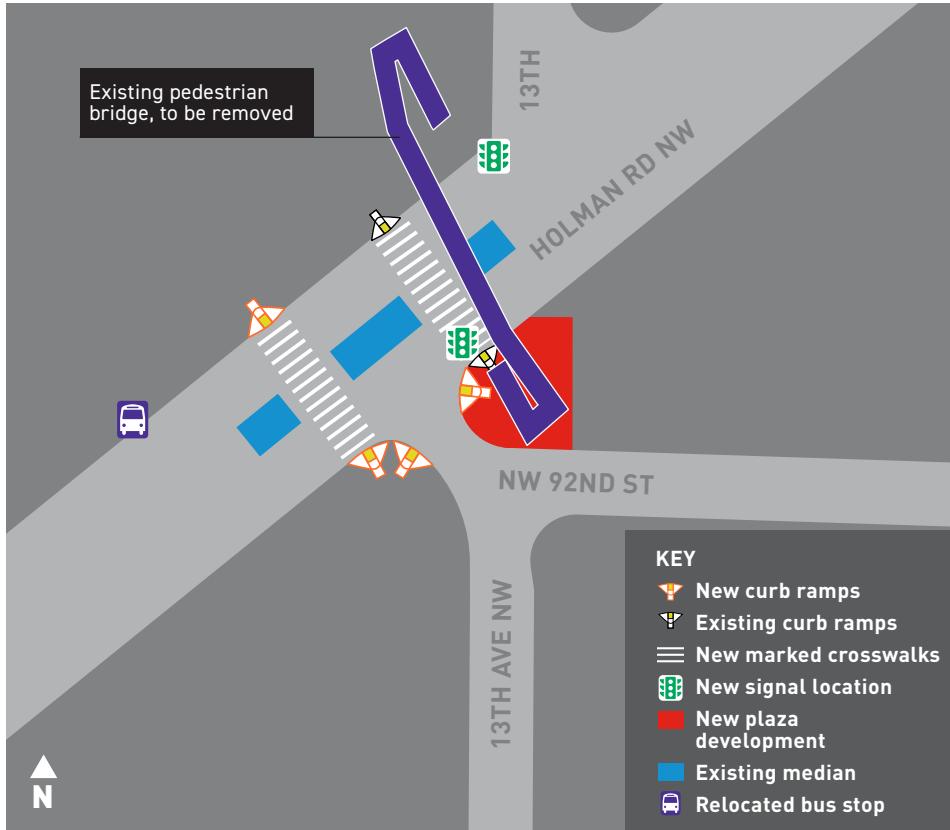 13TH
Existing pedestrian
bridge, to be removed
HOLMAN RD NW
NW 92ND ST
13TH AVE NW
KEY
New curb ramps
Existing curb ramps
New marked crosswalks
New signal location
New plaza
development
Existing median
Relocated bus stop
N